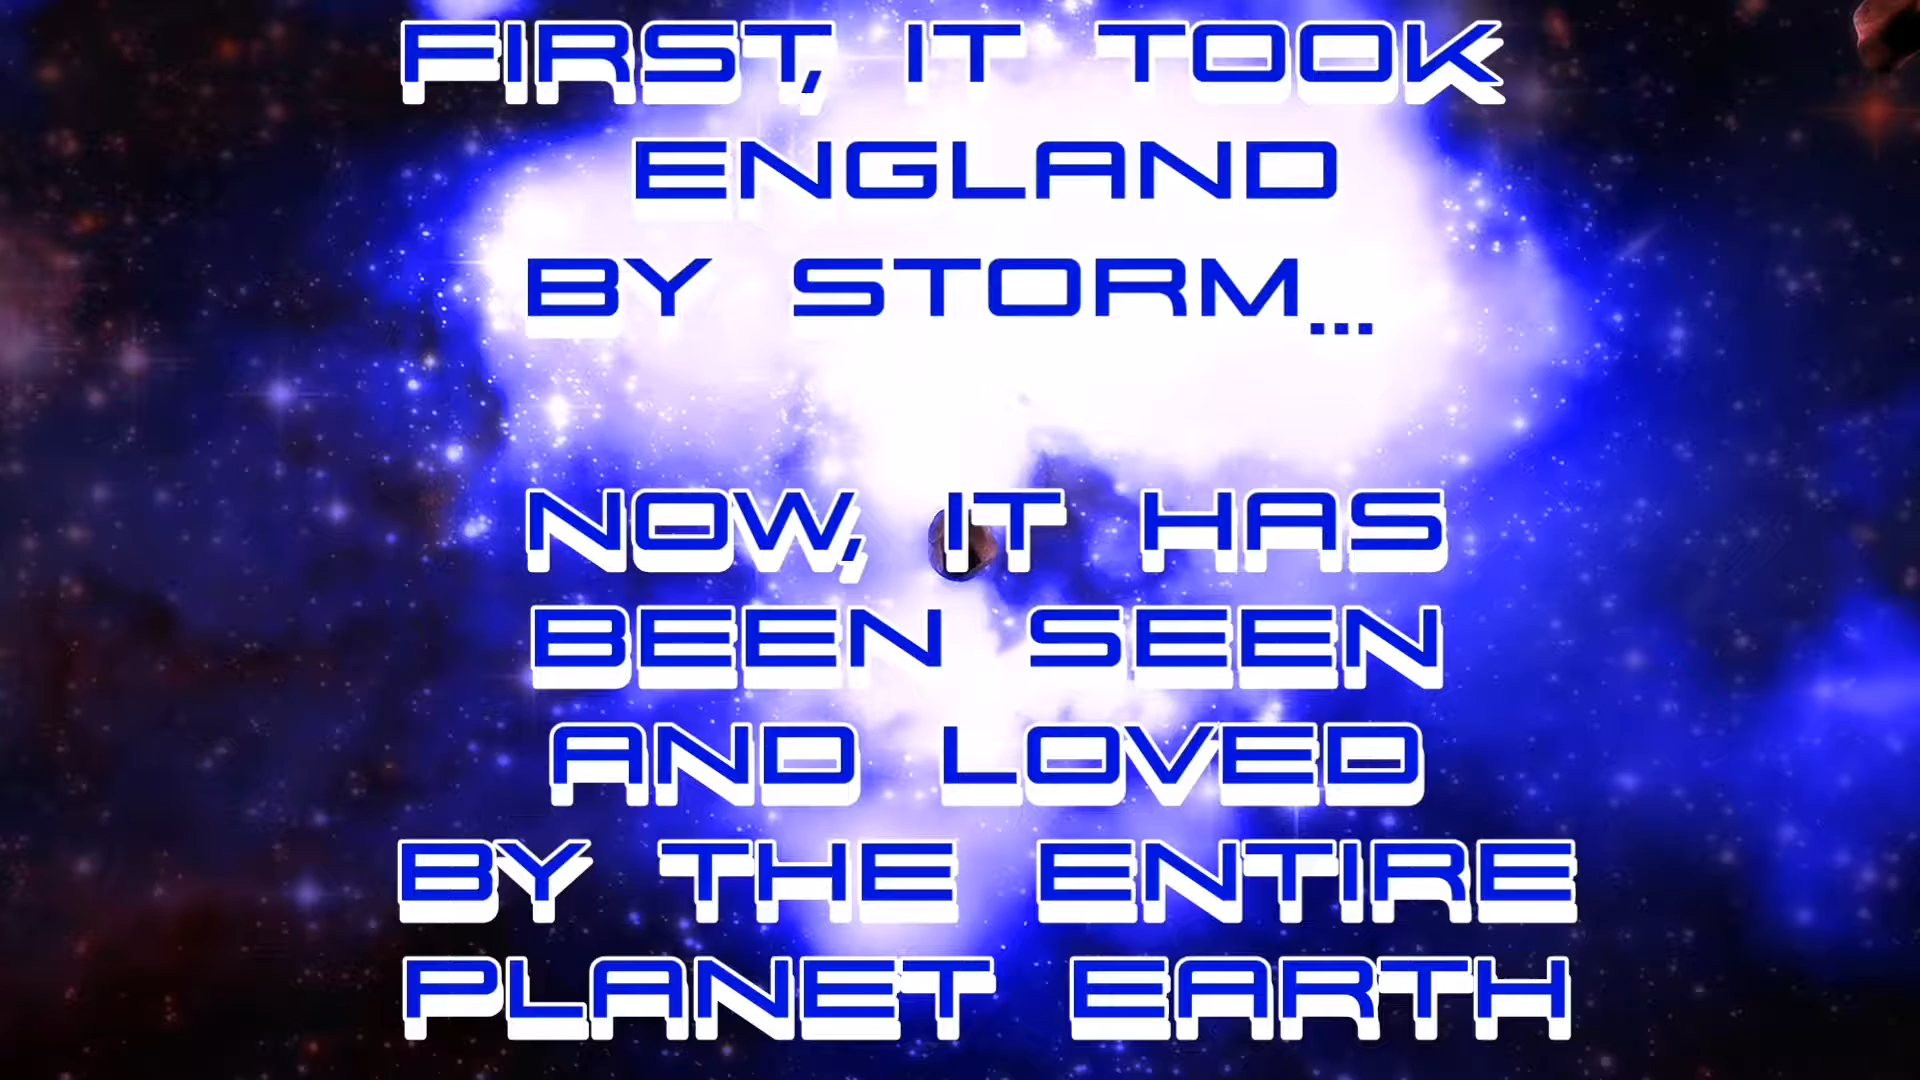 FIRST, IT TOOK
ENGLAND
BY STORM...
NOW, IT HAS
BEEN SEEN
AND LOVED
BY THE ENTIRE
PLANET EARTH